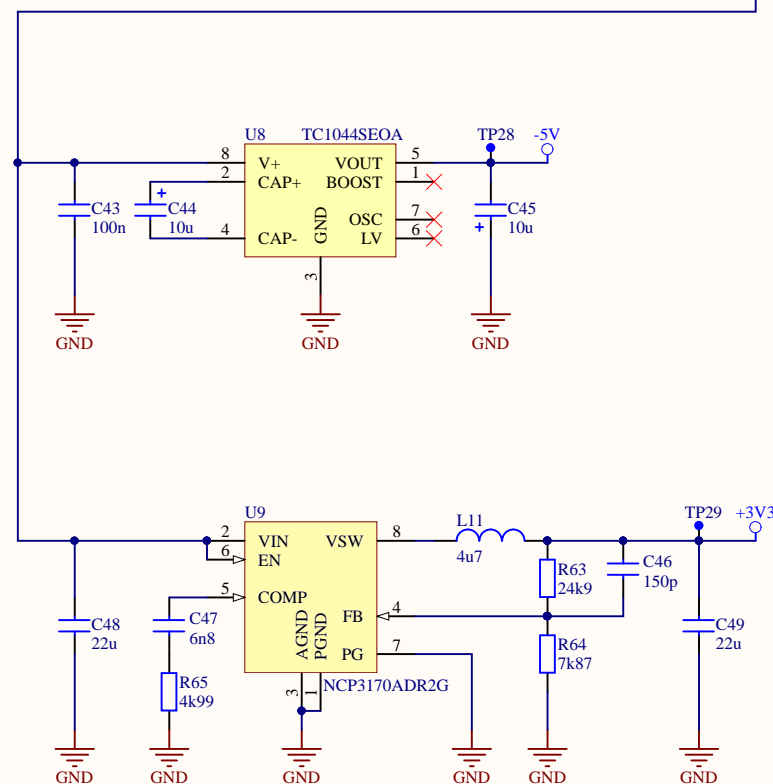 U8 TC1044SEOA TP28 -5V
8 V+ VOUT 5
2 CAP+ BOOST 1
+
C43 C44 OSC 7 C45
100n 10u 10u
4 CAP- GND LV 6 +
3
GND GND GND
U9 L11 TP29 +3V3
2 VIN VSW 8 4u7
6 EN
5 COMP
R63 C46
24k9 150p
C48 C47 FB 4 C49
22u 6n8 22u
AGND PGND PG 7 R64
7k87
R65 3 1 NCP3170ADR2G
4k99
GND GND GND GND GND GND